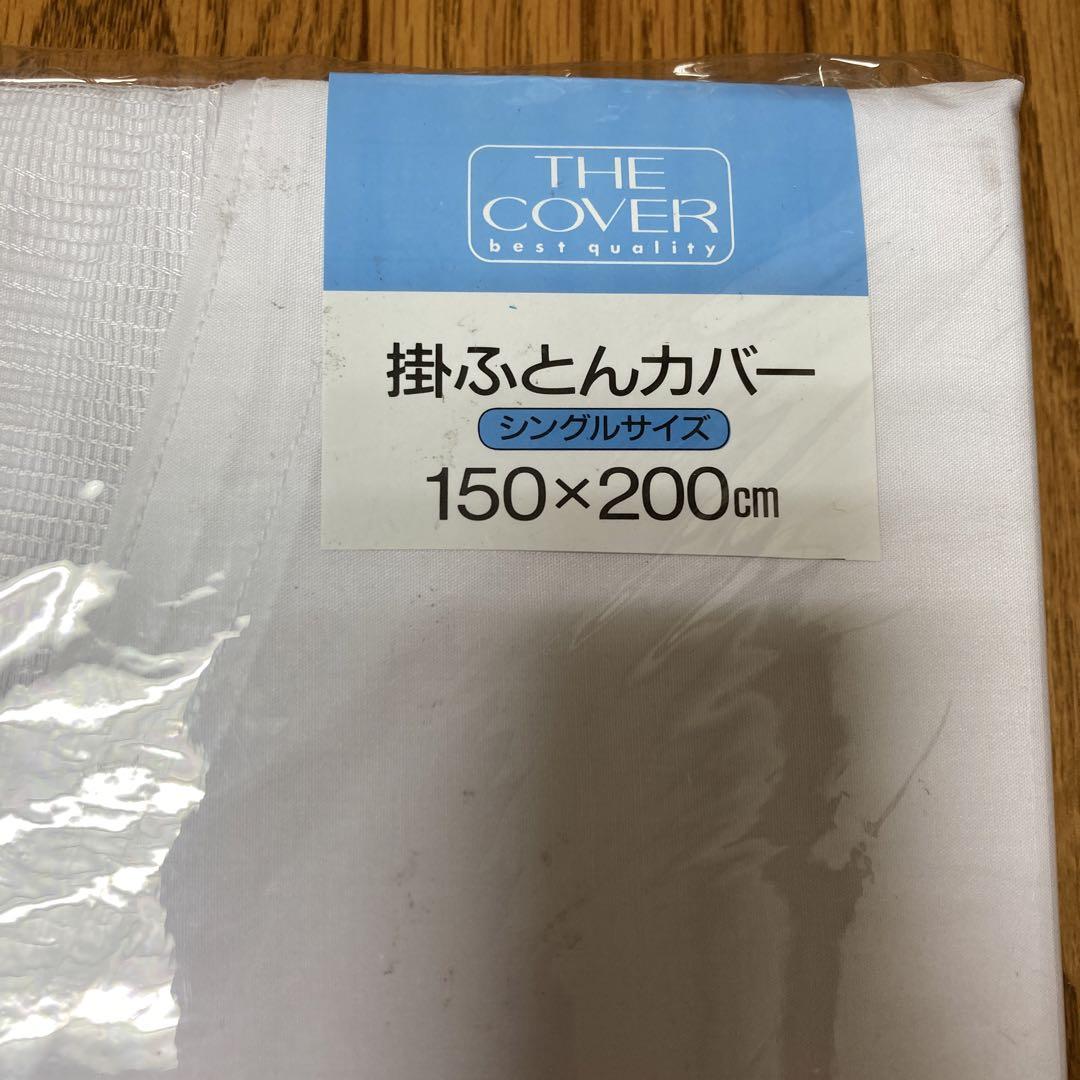 THE
COVER
best quality
掛ふとんカバー
シングルサイズ
150×200cm